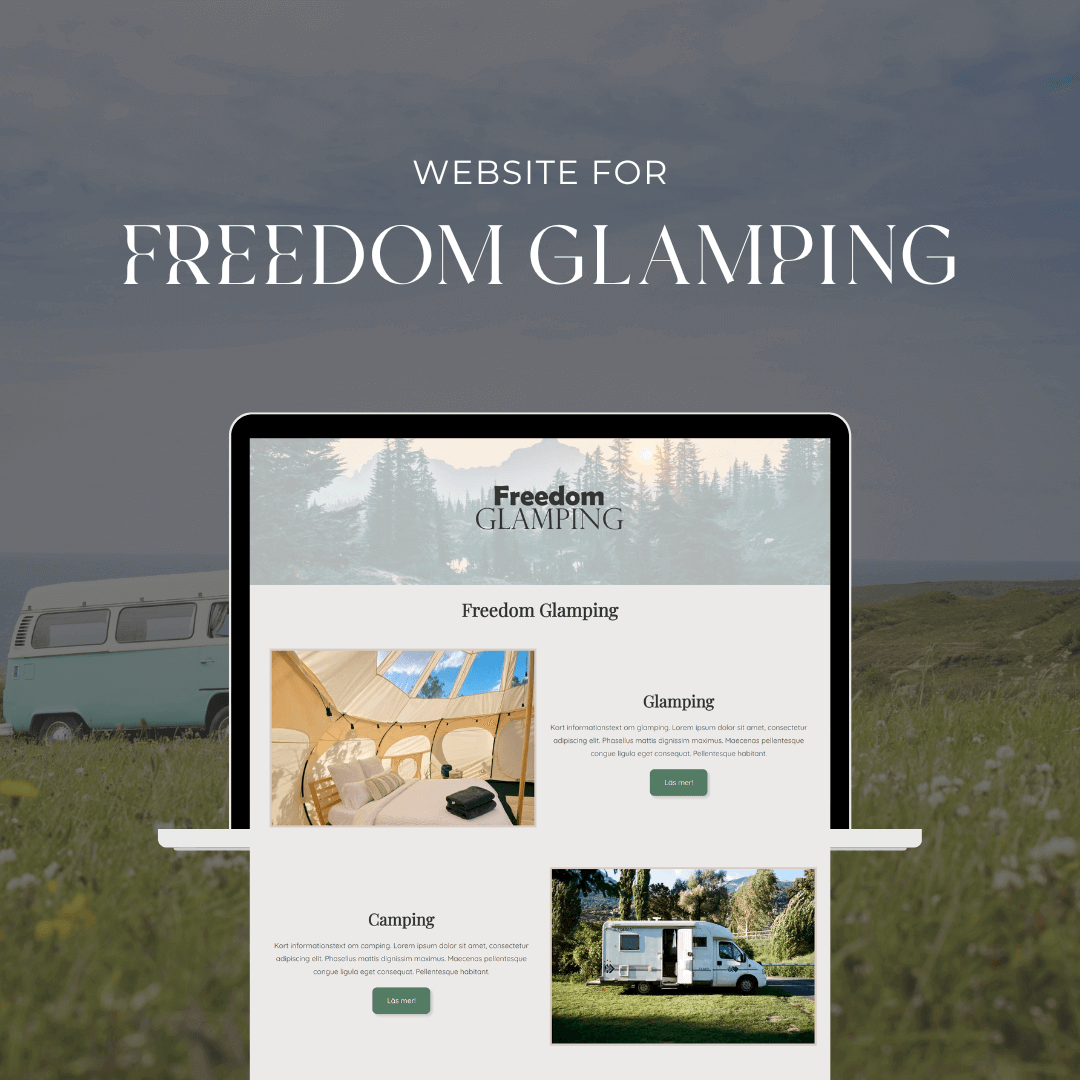 WEBSITE FOR
FREEDOM GLAMPING
Freedom
GLAMPING
Freedom Glamping
Glamping
Kort informationstext om glamping. Lorem ipsum dolor sit amet, consectetur
adipiscing elit. Phasellus mattis dignissim maximus. Maecenas pellentesque
congue ligula eget consequat. Pellentesque habitant.
Läs mer!
Camping
Kort informationstext om camping. Lorem ipsum dolor sit amet, consectetur
adipiscing elit. Phasellus mattis dignissim maximus. Maecenas pellentesque
congue ligula eget consequat. Pellentesque habitant.
Läs mer!